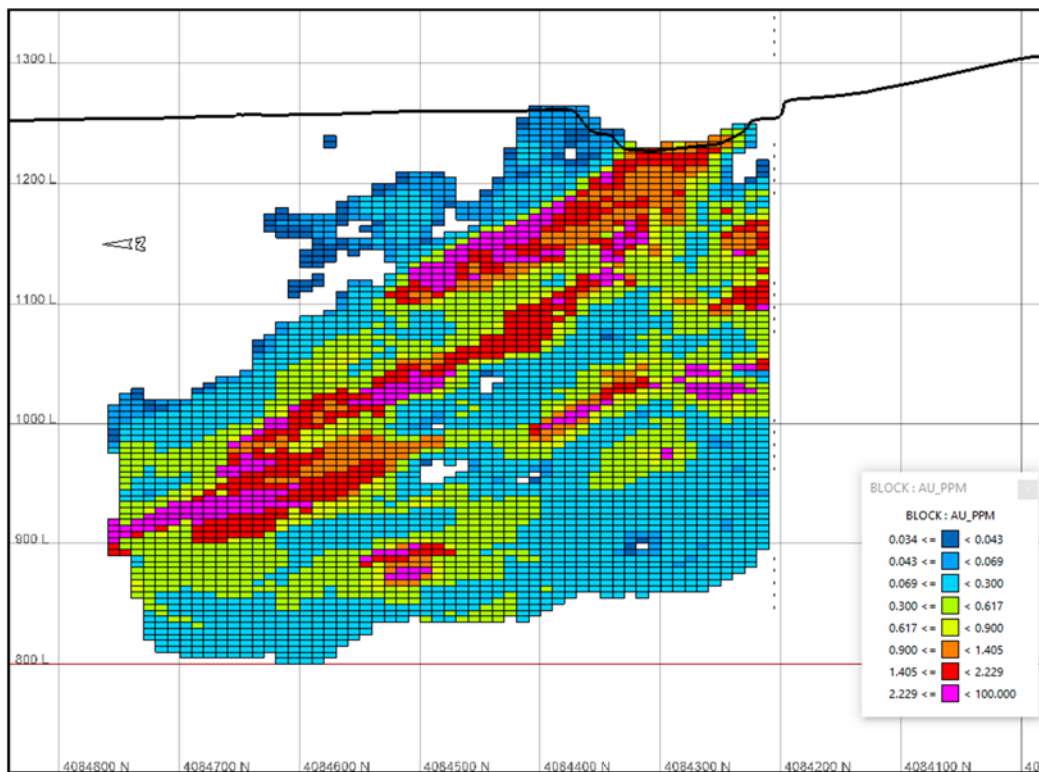 1300 L
1200 L
N
1100 L
1000 L
900 L
800 L
BLOCK : AU_PPM
BLOCK : AU_PPM
0.034 <= < 0.043
0.043 <= < 0.069
0.069 <= < 0.300
0.300 <= < 0.617
0.617 <= < 0.900
0.900 <= < 1.405
1.405 <= < 2.229
2.229 <= < 100.000
4084800 N 4084700 N 4084600 N 4084500 N 4084400 N 4084300 N 4084200 N 4084100 N